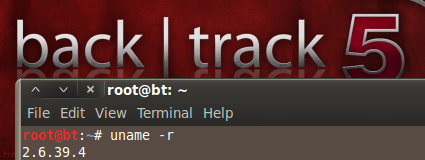 back | track 5
root@bt: ~
File Edit View Terminal Help
root@bt:~# uname -r
2.6.39.4